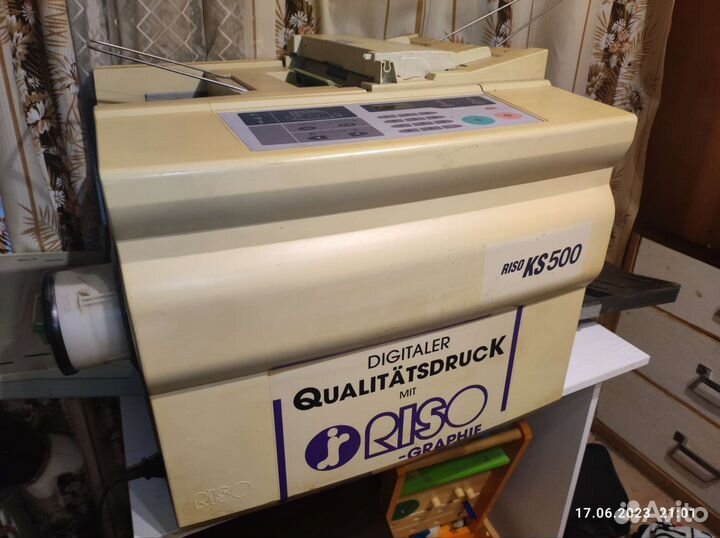 RISO KS500
DIGITALER
QUALITÄTSDRUCK
MIT
RISO
-GRAPHIE
RISO
17.06.2023 21:01
Avito